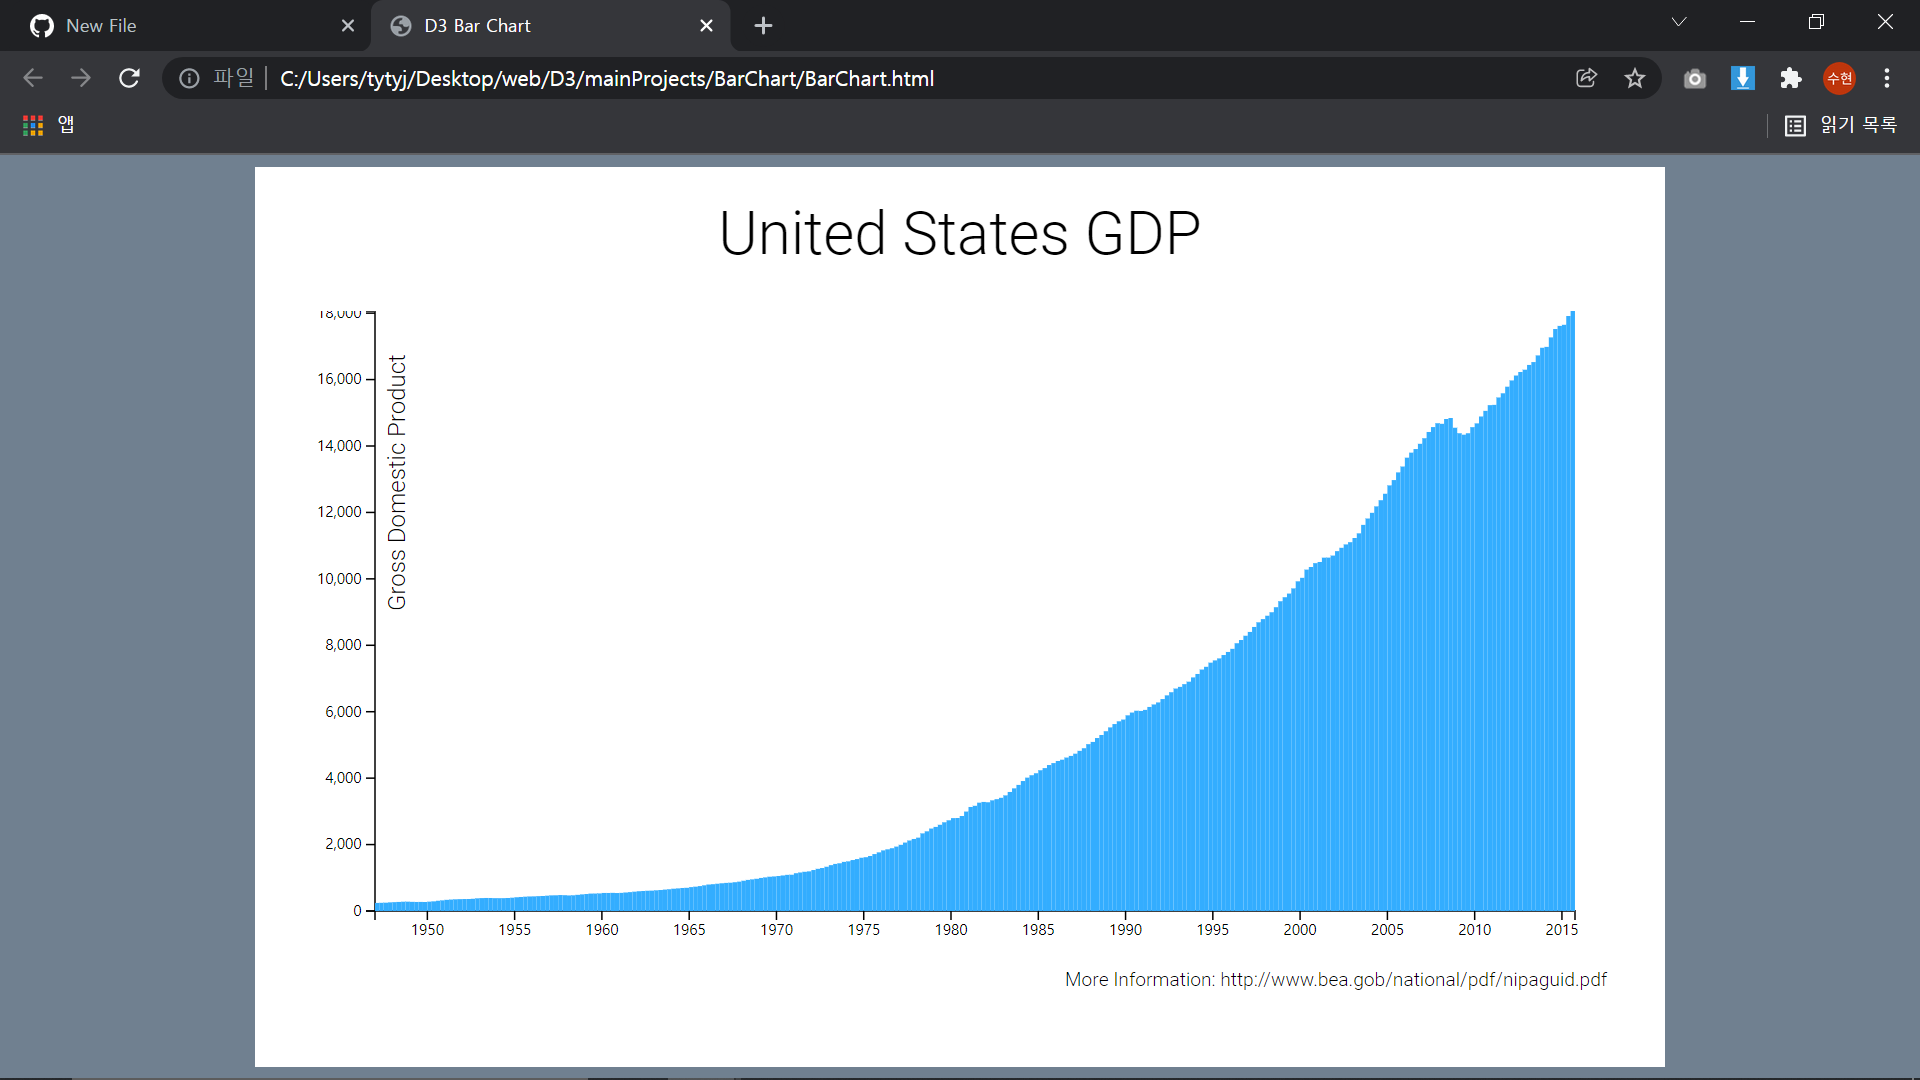 New File
D3 Bar Chart
파일
C:/Users/tytyj/Desktop/web/D3/mainProjects/BarChart/BarChart.html
수현
앱
읽기 목록
United States GDP
18,000
16,000
14,000
12,000
10,000
8,000
6,000
4,000
2,000
0
Gross Domestic Product
1950 1955 1960 1965 1970 1975 1980 1985 1990 1995 2000 2005 2010 2015
More Information: http://www.bea.gob/national/pdf/nipaguid.pdf